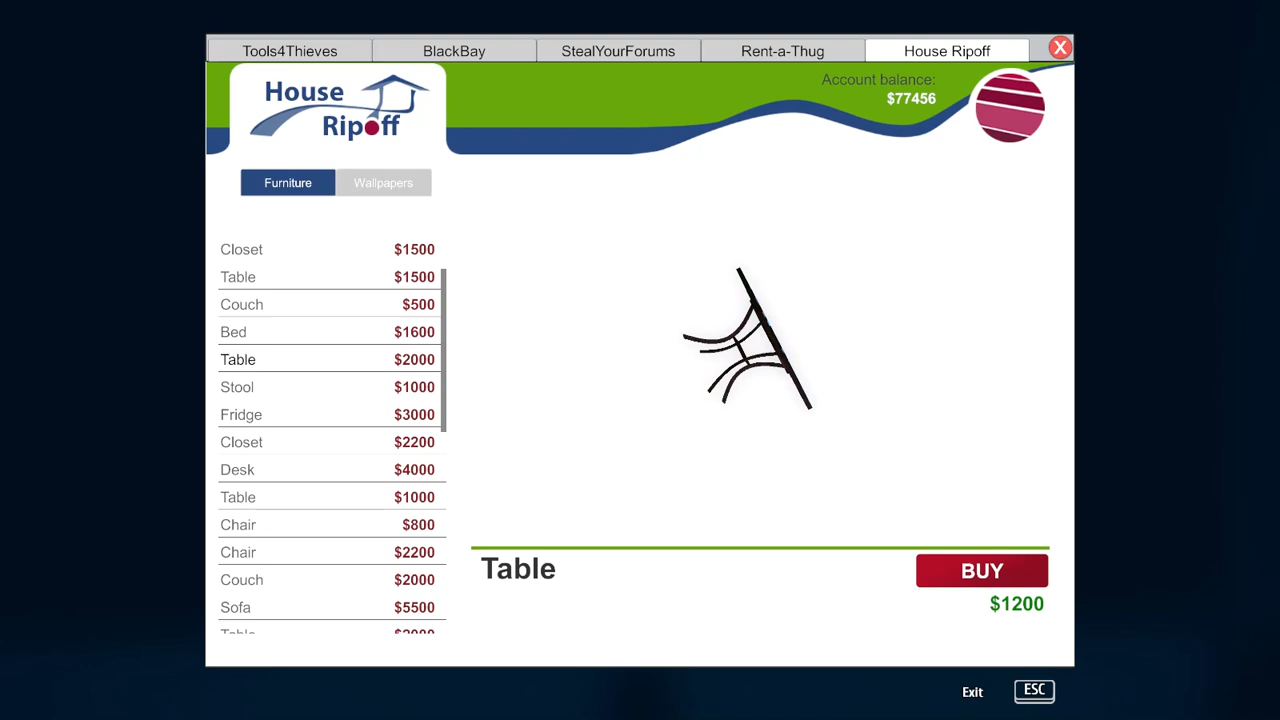 Tools4Thieves BlackBay StealYourForums Rent-a-Thug House Ripoff X
House Ripoff
Account balance:
$77456
Furniture Wallpapers
Closet $1500
Table $1500
Couch $500
Bed $1600
Table $2000
Stool $1000
Fridge $3000
Closet $2200
Desk $4000
Table $1000
Chair $800
Chair $2200
Couch $2000
Sofa $5500
Table
Table
BUY
$1200
Exit ESC